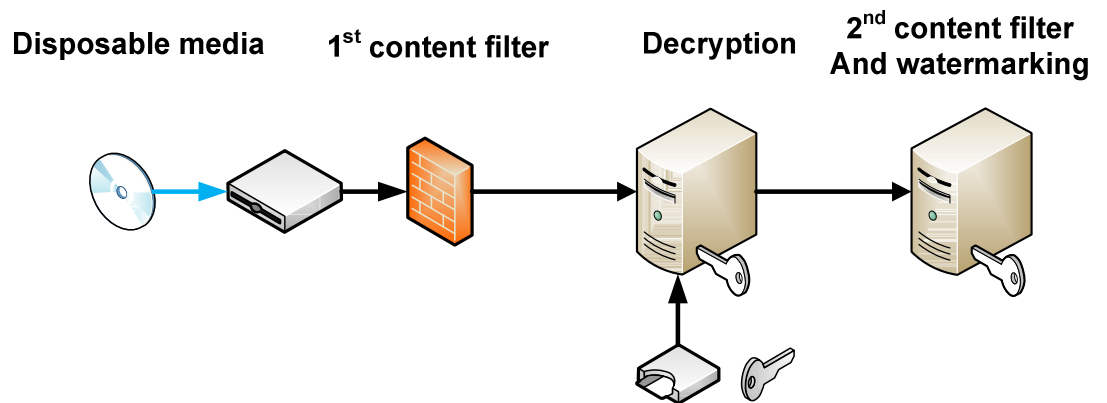 Disposable media
1st content filter
Decryption
2nd content filter
And watermarking